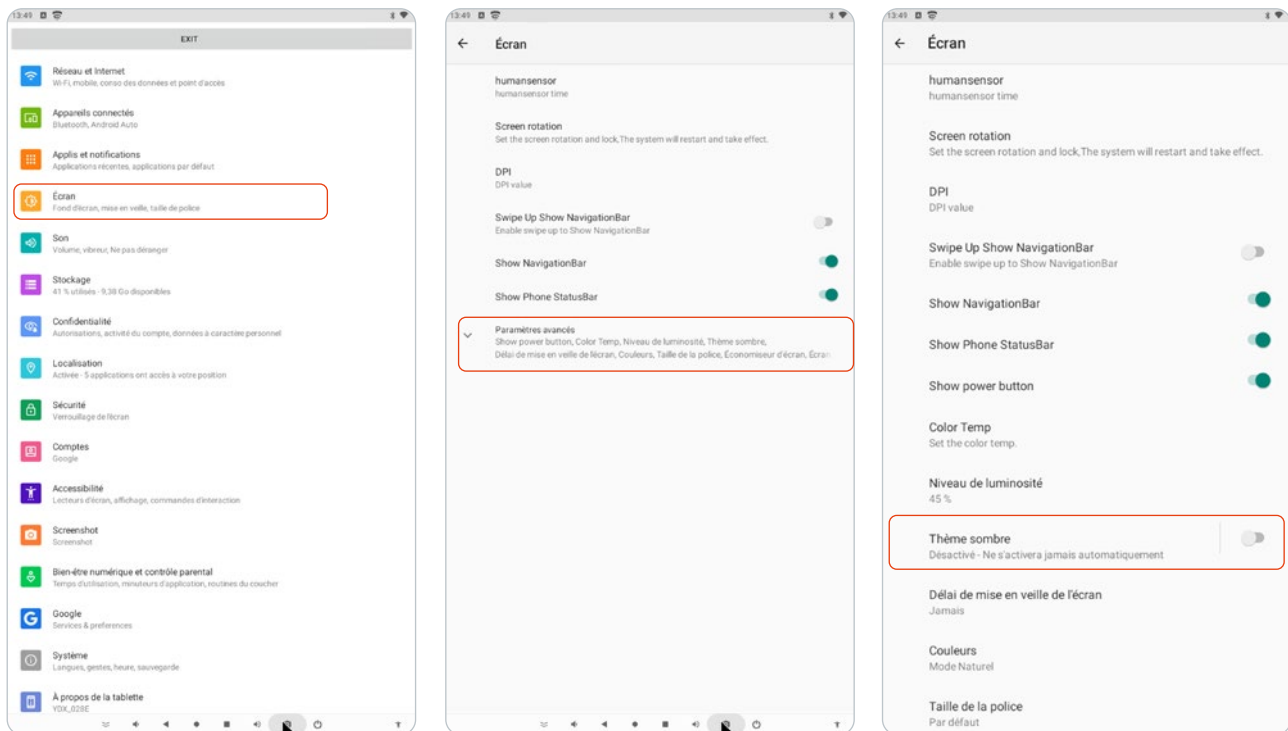 13:49
EXIT
Réseau et Internet
Wi-Fi, mobile, conso des données et point d'accès
Appareils connectés
Bluetooth, Android Auto
Applis et notifications
Applications récentes, applications par défaut
Écran
Fond d'écran, mise en veille, taille de police
Son
Volume, vibreur, Ne pas déranger
Stockage
41 % utilisés - 9,38 Go disponibles
Confidentialité
Autorisations, activité du compte, données à caractère personnel
Localisation
Activée - 5 applications ont accès à votre position
Sécurité
Verrouillage de l'écran
Comptes
Google
Accessibilité
Lecteurs d'écran, affichage, commandes d'interaction
Screenshot
Screenshot
Bien-être numérique et contrôle parental
Temps d'utilisation, minuteurs d'application, routines du coucher
Google
Services & preferences
Système
Langues, gestes, heure, sauvegarde
À propos de la tablette
YDX_028E
13:49
Écran
humansensor
humansensor time
Screen rotation
Set the screen rotation and lock,The system will restart and take effect.
DPI
DPI value
Swipe Up Show NavigationBar
Enable swipe up to Show NavigationBar
Show NavigationBar
Show Phone StatusBar
Paramètres avancés
Show power button, Color Temp, Niveau de luminosité, Thème sombre,
Délai de mise en veille de l'écran, Couleurs, Taille de la police, Économiseur d'écran, Écran
13:49
Écran
humansensor
humansensor time
Screen rotation
Set the screen rotation and lock,The system will restart and take effect.
DPI
DPI value
Swipe Up Show NavigationBar
Enable swipe up to Show NavigationBar
Show NavigationBar
Show Phone StatusBar
Show power button
Color Temp
Set the color temp.
Niveau de luminosité
45 %
Thème sombre
Désactivé - Ne s'activera jamais automatiquement
Délai de mise en veille de l'écran
Jamais
Couleurs
Mode Naturel
Taille de la police
Par défaut